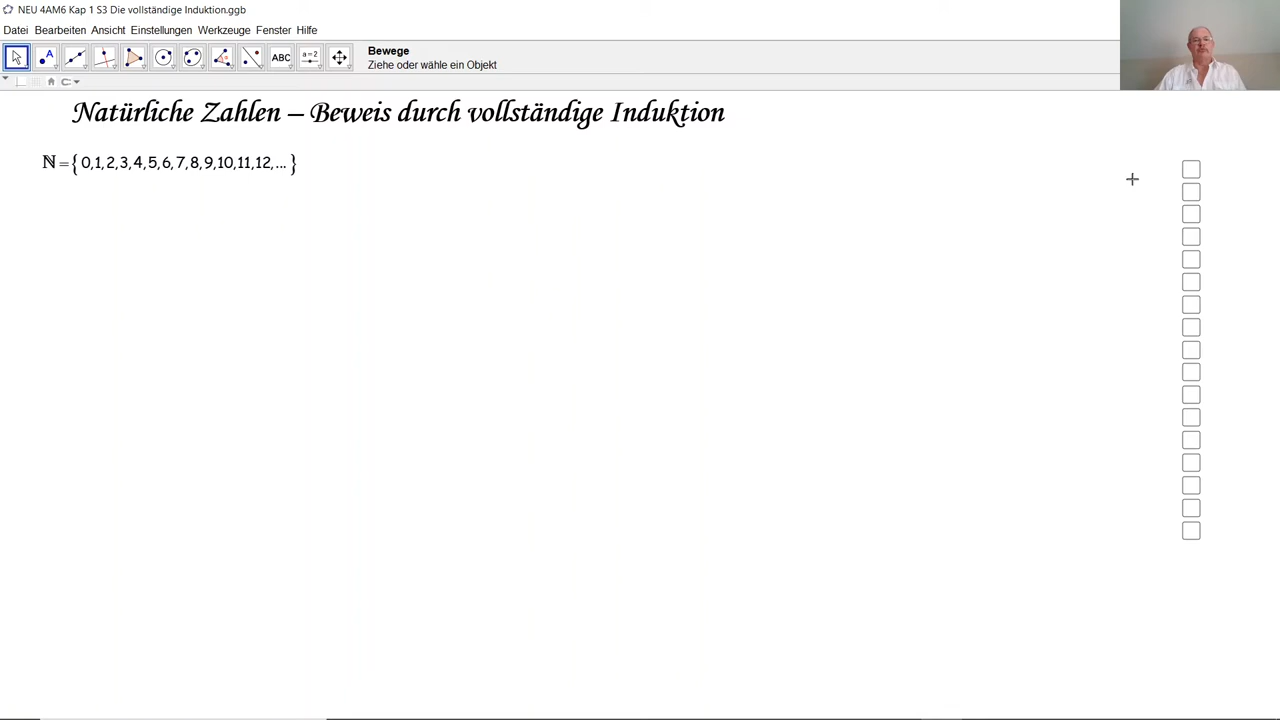 NEU 4AM6 Kap 1 S3 Die vollständige Induktion.ggb
Datei Bearbeiten Ansicht Einstellungen Werkzeuge Fenster Hilfe
A ABC a=2
Bewege
Ziehe oder wähle ein Objekt
Natürliche Zahlen – Beweis durch vollständige Induktion
ℕ={ 0,1,2,3,4,5,6,7,8,9,10,11,12,... }